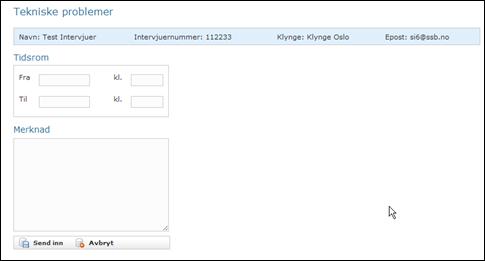 Tekniske problemer
Navn: Test Intervjuer Intervjuernummer: 112233 Klynge: Klynge Oslo Epost: si6@ssb.no
Tidsrom
Fra kl.
Til kl.
Merknad
Send inn Avbryt